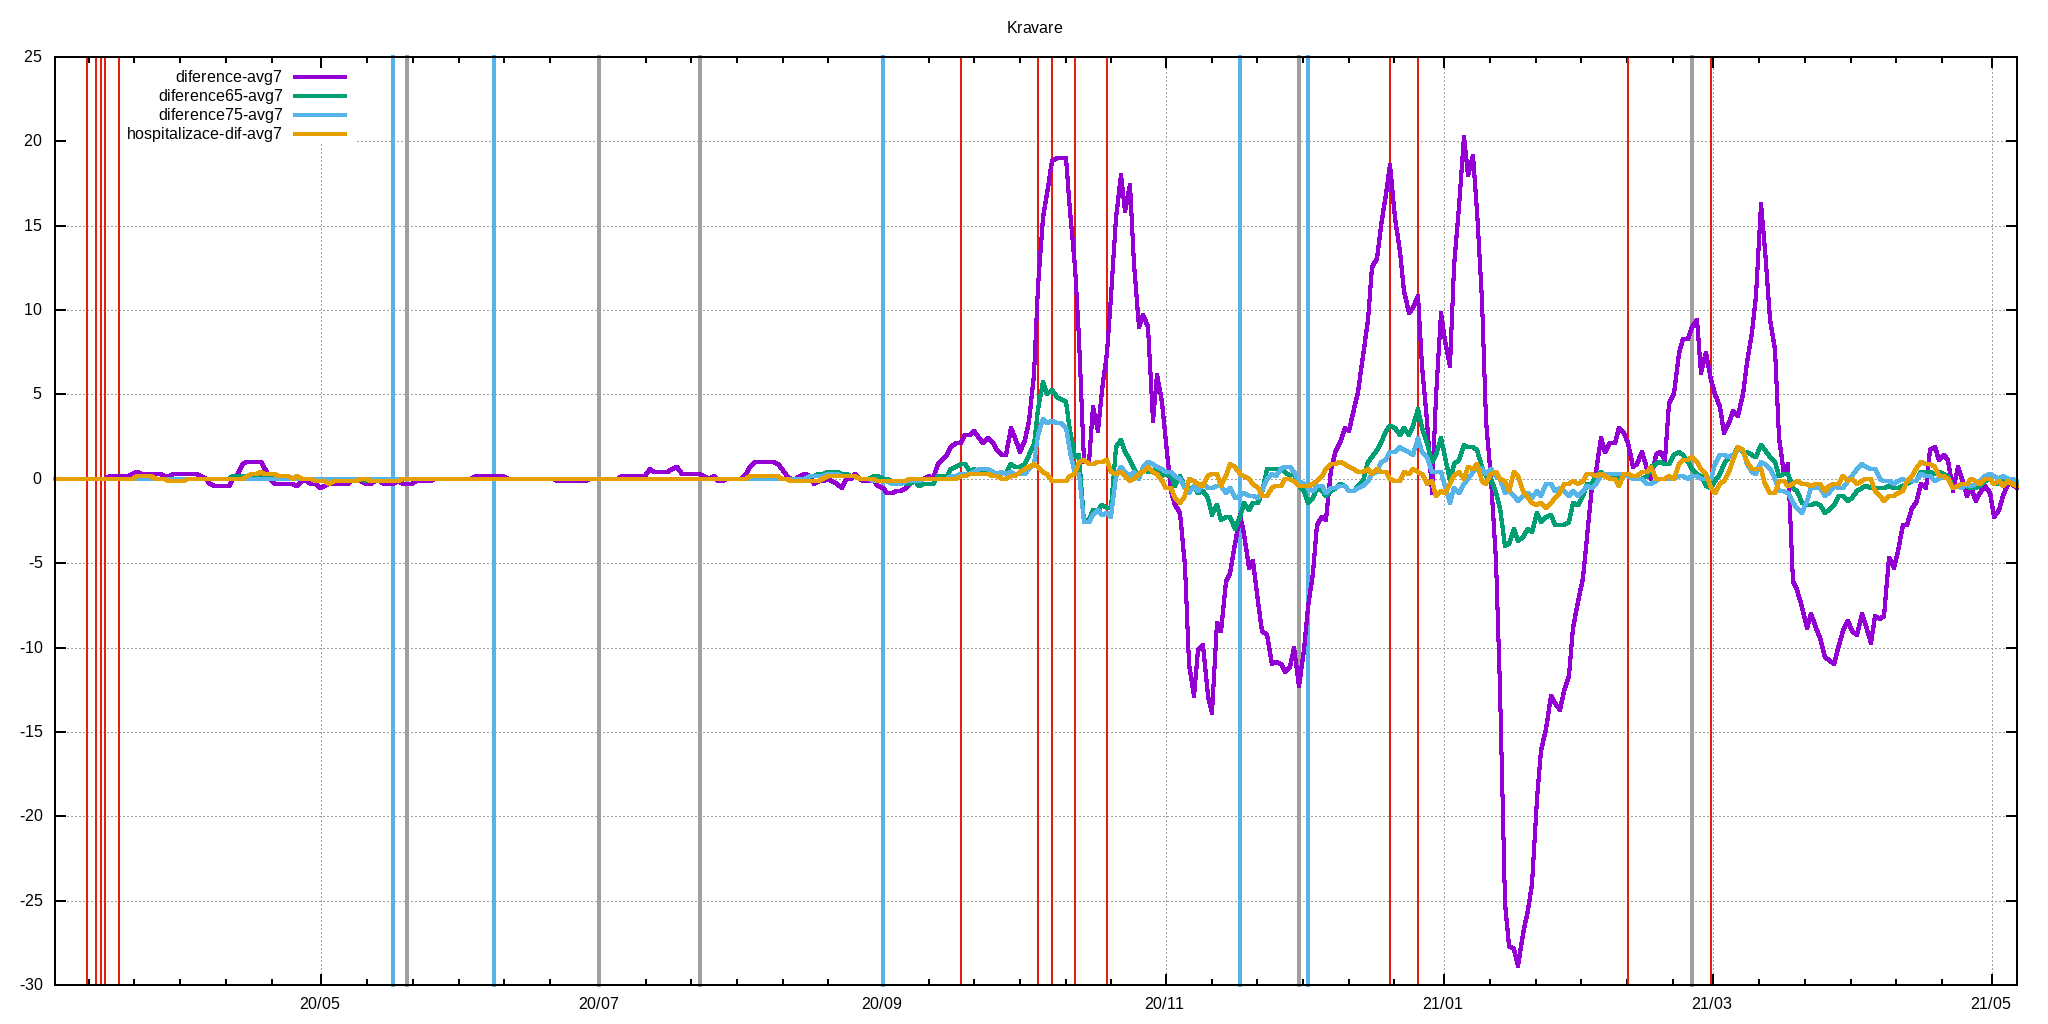 Kravare
diference-avg7
diference65-avg7
diference75-avg7
hospitalizace-dif-avg7
25
20
15
10
5
0
-5
-10
-15
-20
-25
-30
20/05 20/07 20/09 20/11 21/01 21/03 21/05